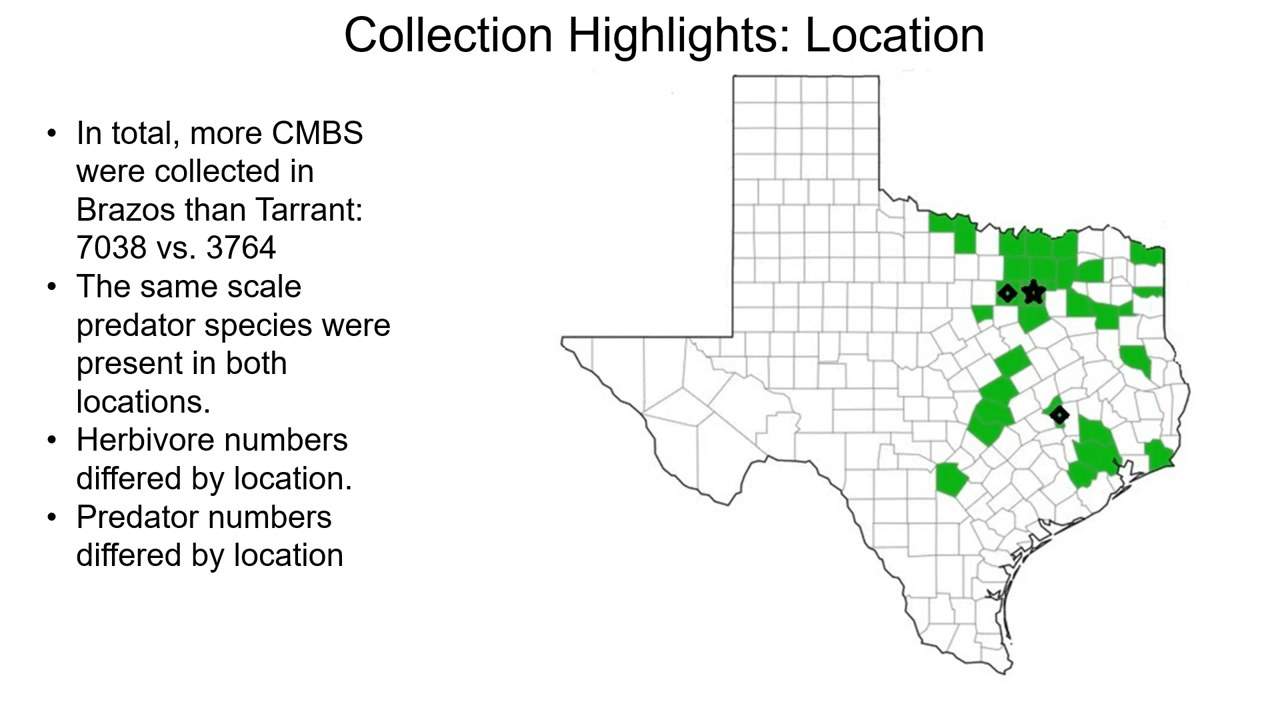 Collection Highlights: Location
• In total, more CMBS
were collected in
Brazos than Tarrant:
7038 vs. 3764
• The same scale
predator species were
present in both
locations.
• Herbivore numbers
differed by location.
• Predator numbers
differed by location